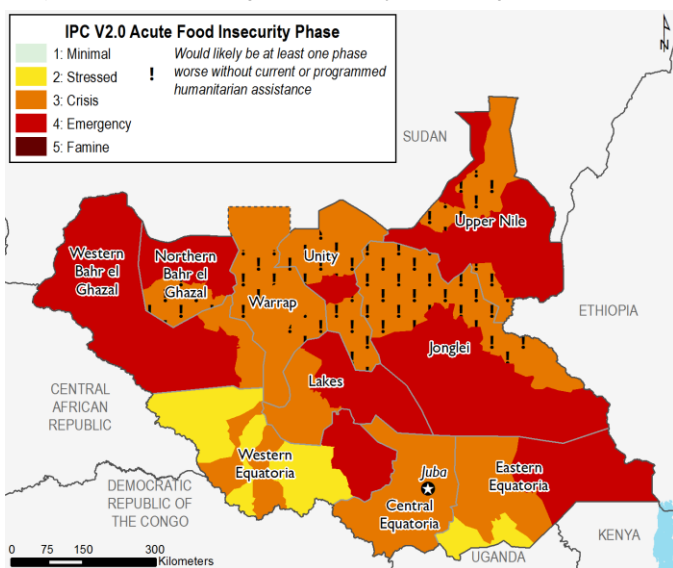 IPC V2.0 Acute Food Insecurity Phase
1: Minimal
2: Stressed
3: Crisis
4: Emergency
5: Famine
!
Would likely be at least one phase
worse without current or programmed
humanitarian assistance
Z
SUDAN
Upper Nile
Western
Bahr el
Ghazal
Northern
Bahr el
Ghazal
Unity
Warrap
ETHIOPIA
Jonglei
Lakes
CENTRAL
AFRICAN
REPUBLIC
Western
Equatoria
Juba
Eastern
Equatoria
Central
Equatoria
DEMOCRATIC
REPUBLIC OF
THE CONGO
KENYA
UGANDA
0 75 150 300
Kilometers